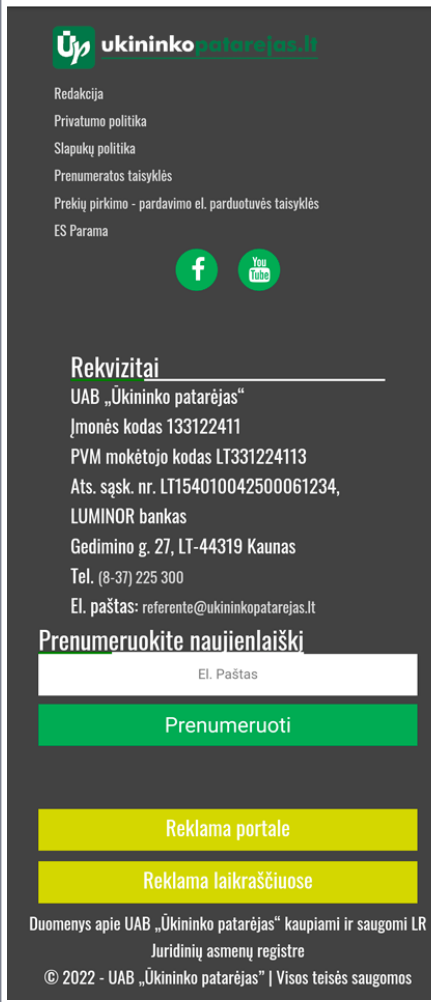 Ūp ukininkopatarejas.lt
Redakcija
Privatumo politika
Slapukų politika
Prenumeratos taisyklės
Prekių pirkimo - pardavimo el. parduotuvės taisyklės
ES Parama
f You Tube
Rekvizitai
UAB „Ūkininko patarėjas“
Įmonės kodas 133122411
PVM mokėtojo kodas LT331224113
Ats. sąsk. nr. LT154010042500061234,
LUMINOR bankas
Gedimino g. 27, LT-44319 Kaunas
Tel. (8-37) 225 300
El. paštas: referente@ukininkopatarejas.lt
Prenumeruokite naujienlaiškį
El. Paštas
Prenumeruoti
Reklama portale
Reklama laikraščiuose
Duomenys apie UAB „Ūkininko patarėjas“ kaupiami ir saugomi LR
Juridinių asmenų registre
© 2022 - UAB „Ūkininko patarėjas” | Visos teisės saugomos